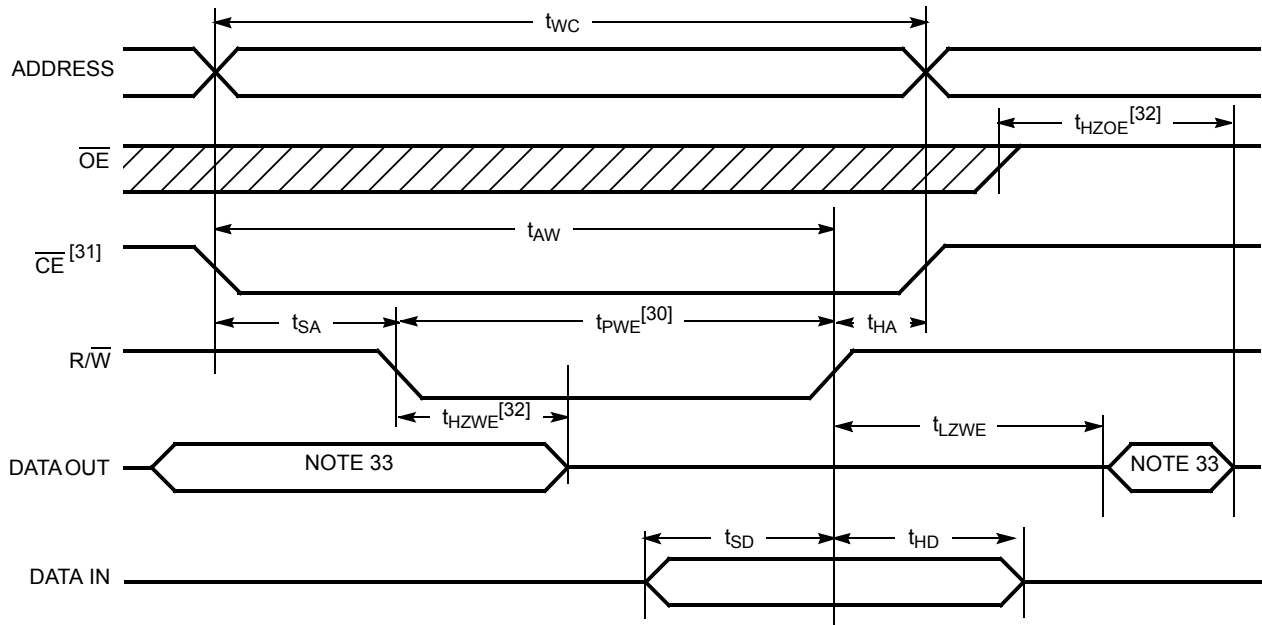 tWC
ADDRESS
tHZOE[32]
OE
tAW
CE[31]
tSA
tPWE[30]
tHA
R/W
tHZWE[32]
tLZWE
DATA OUT
NOTE 33
NOTE 33
tSD
tHD
DATA IN